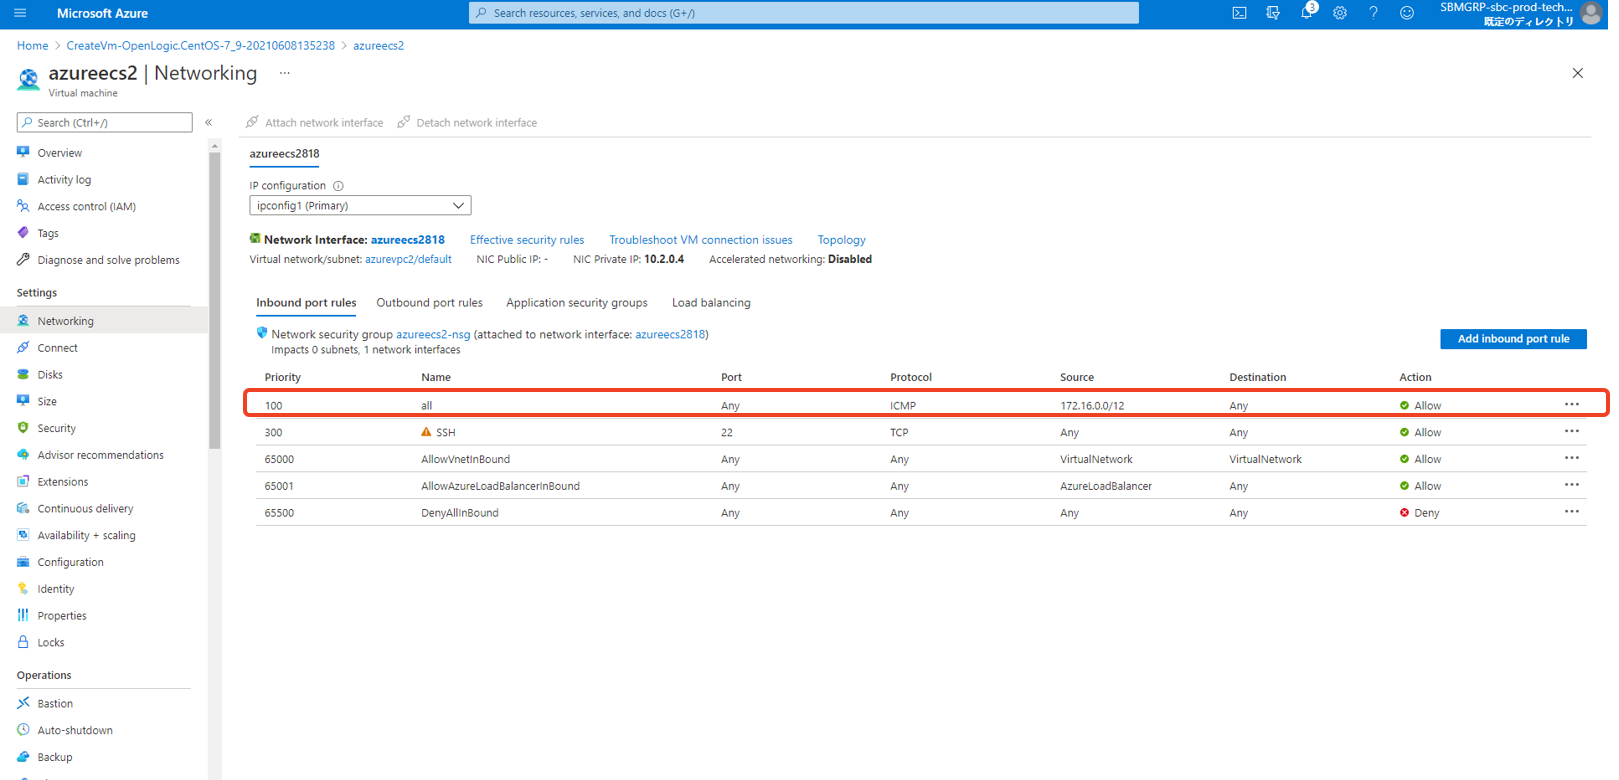 Microsoft Azure
Search resources, services, and docs (G+/)
3
SBMGRP-sbc-prod-tech...
既定のディレクトリ
Home > CreateVm-OpenLogic.CentOS-7_9-20210608135238 > azureecs2
azureecs2 | Networking ...
Virtual machine
Search (Ctrl+/)
«
Attach network interface Detach network interface
Overview
Activity log
Access control (IAM)
Tags
Diagnose and solve problems
Settings
Networking
Connect
Disks
Size
Security
Advisor recommendations
Extensions
Continuous delivery
Availability + scaling
Configuration
Identity
Properties
Locks
Operations
Bastion
Auto-shutdown
Backup
azureecs2818
IP configuration
ipconfig1 (Primary)
Network Interface: azureecs2818 Effective security rules Troubleshoot VM connection issues Topology
Virtual network/subnet: azurevpc2/default NIC Public IP: - NIC Private IP: 10.2.0.4 Accelerated networking: Disabled
Inbound port rules Outbound port rules Application security groups Load balancing
Network security group azureecs2-nsg (attached to network interface: azureecs2818)
Impacts 0 subnets, 1 network interfaces
Add inbound port rule
Priority Name Port Protocol Source Destination Action
100 all Any ICMP 172.16.0.0/12 Any Allow ...
300 SSH 22 TCP Any Any Allow ...
65000 AllowVnetInBound Any Any VirtualNetwork VirtualNetwork Allow ...
65001 AllowAzureLoadBalancerInBound Any Any AzureLoadBalancer Any Allow ...
65500 DenyAllInBound Any Any Any Any Deny ...